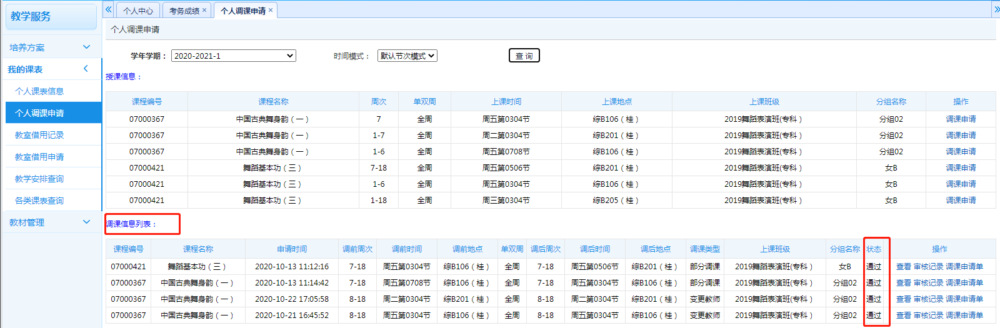 教学服务
培养方案
我的课表
个人课表信息
个人调课申请
教室借用记录
教室借用申请
教学安排查询
各类课表查询
教材管理
个人中心 考务成绩 × 个人调课申请 ×
个人调课申请
学年学期： 2020-2021-1 时间模式： 默认节次模式 查 询
授课信息：
课程编号 课程名称 周次 单双周 上课时间 上课地点 上课班级 分组名称 操作
07000367 中国古典舞身韵（一） 7 全周 周五第0304节 综B106（桂） 2019舞蹈表演班(专科） 分组02 调课申请
07000367 中国古典舞身韵（一） 1-7 全周 周二第0304节 综B201（桂） 2019舞蹈表演班(专科） 分组02 调课申请
07000367 中国古典舞身韵（一） 1-6 全周 周五第0708节 综B106（桂） 2019舞蹈表演班(专科） 分组02 调课申请
07000421 舞蹈基本功（三） 7-18 全周 周五第0506节 综B201（桂） 2019舞蹈表演班(专科） 女B 调课申请
07000421 舞蹈基本功（三） 1-6 全周 周五第0304节 综B106（桂） 2019舞蹈表演班(专科） 女B 调课申请
07000421 舞蹈基本功（三） 1-18 全周 周三第0304节 综B205（桂） 2019舞蹈表演班(专科） 女B 调课申请
调课信息列表：
课程编号 课程名称 申请时间 调前周次 调前时间 调前地点 单双周 调后周次 调后时间 调后地点 调课类型 上课班级 分组名称 状态 操作
07000421 舞蹈基本功（三） 2020-10-13 11:12:16 7-18 周五第0304节 综B106（桂） 全周 7-18 周五第0506节 综B201（桂） 部分调课 2019舞蹈表演班(专科） 女B 通过 查看 审核记录 调课申请单
07000367 中国古典舞身韵（一） 2020-10-13 11:14:42 7-18 周五第0708节 综B106（桂） 全周 7-18 周五第0304节 综B106（桂） 部分调课 2019舞蹈表演班(专科） 分组02 通过 查看 审核记录 调课申请单
07000367 中国古典舞身韵（一） 2020-10-22 17:05:58 8-18 周二第0304节 综B201（桂） 全周 8-18 周二第0304节 综B201（桂） 变更教师 2019舞蹈表演班(专科） 分组02 通过 查看 审核记录 调课申请单
07000367 中国古典舞身韵（一） 2020-10-21 16:45:52 8-18 周五第0304节 综B106（桂） 全周 8-18 周五第0304节 综B106（桂） 变更教师 2019舞蹈表演班(专科） 分组02 通过 查看 审核记录 调课申请单